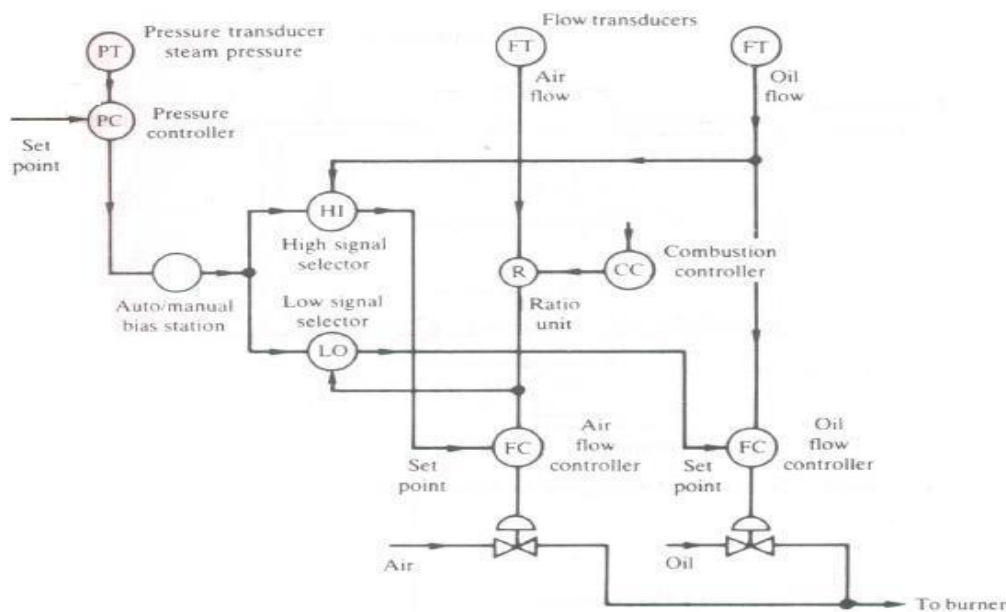 Flow transducers
PT
Pressure transducer
steam pressure
FT
FT
Air
flow
Oil
flow
PC
Pressure
controller
Set
point
HI
High signal
selector
CC
Combustion
controller
R
Ratio
unit
Auto/manual
bias station
Low signal
selector
LO
Air
flow
controller
Oil
flow
controller
FC
FC
Set
point
Set
point
Air
Oil
To burner